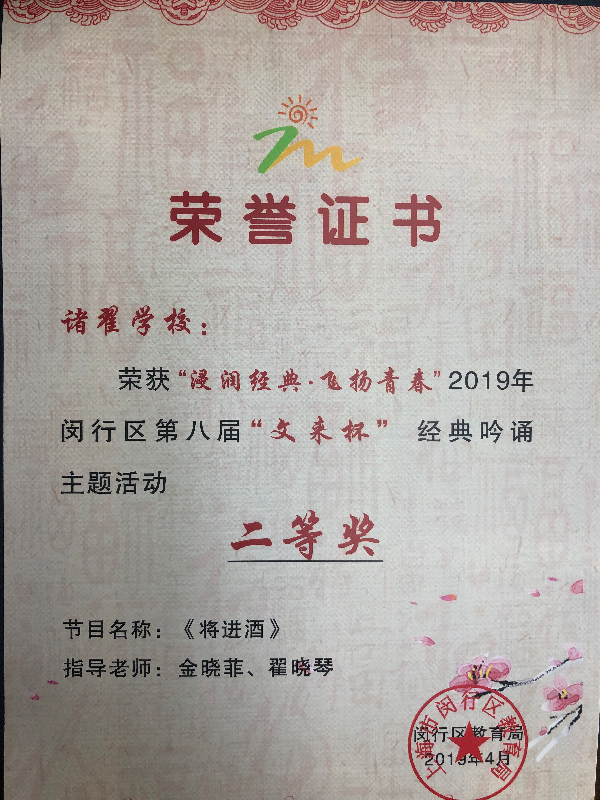 荣誉证书
诸翟学校：
荣获“浸润经典·飞扬青春”2019年
闵行区第八届“文来杯” 经典吟诵
主题活动
二等奖
节目名称：《将进酒》
指导老师：金晓菲、翟晓琴
上海市闵行区教育局
闵行区教育局
2019年4月